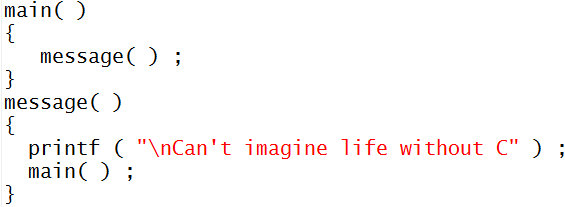 main( )
{
message( ) ;
}
message( )
{
printf ( "\nCan't imagine life without C" ) ;
main( ) ;
}